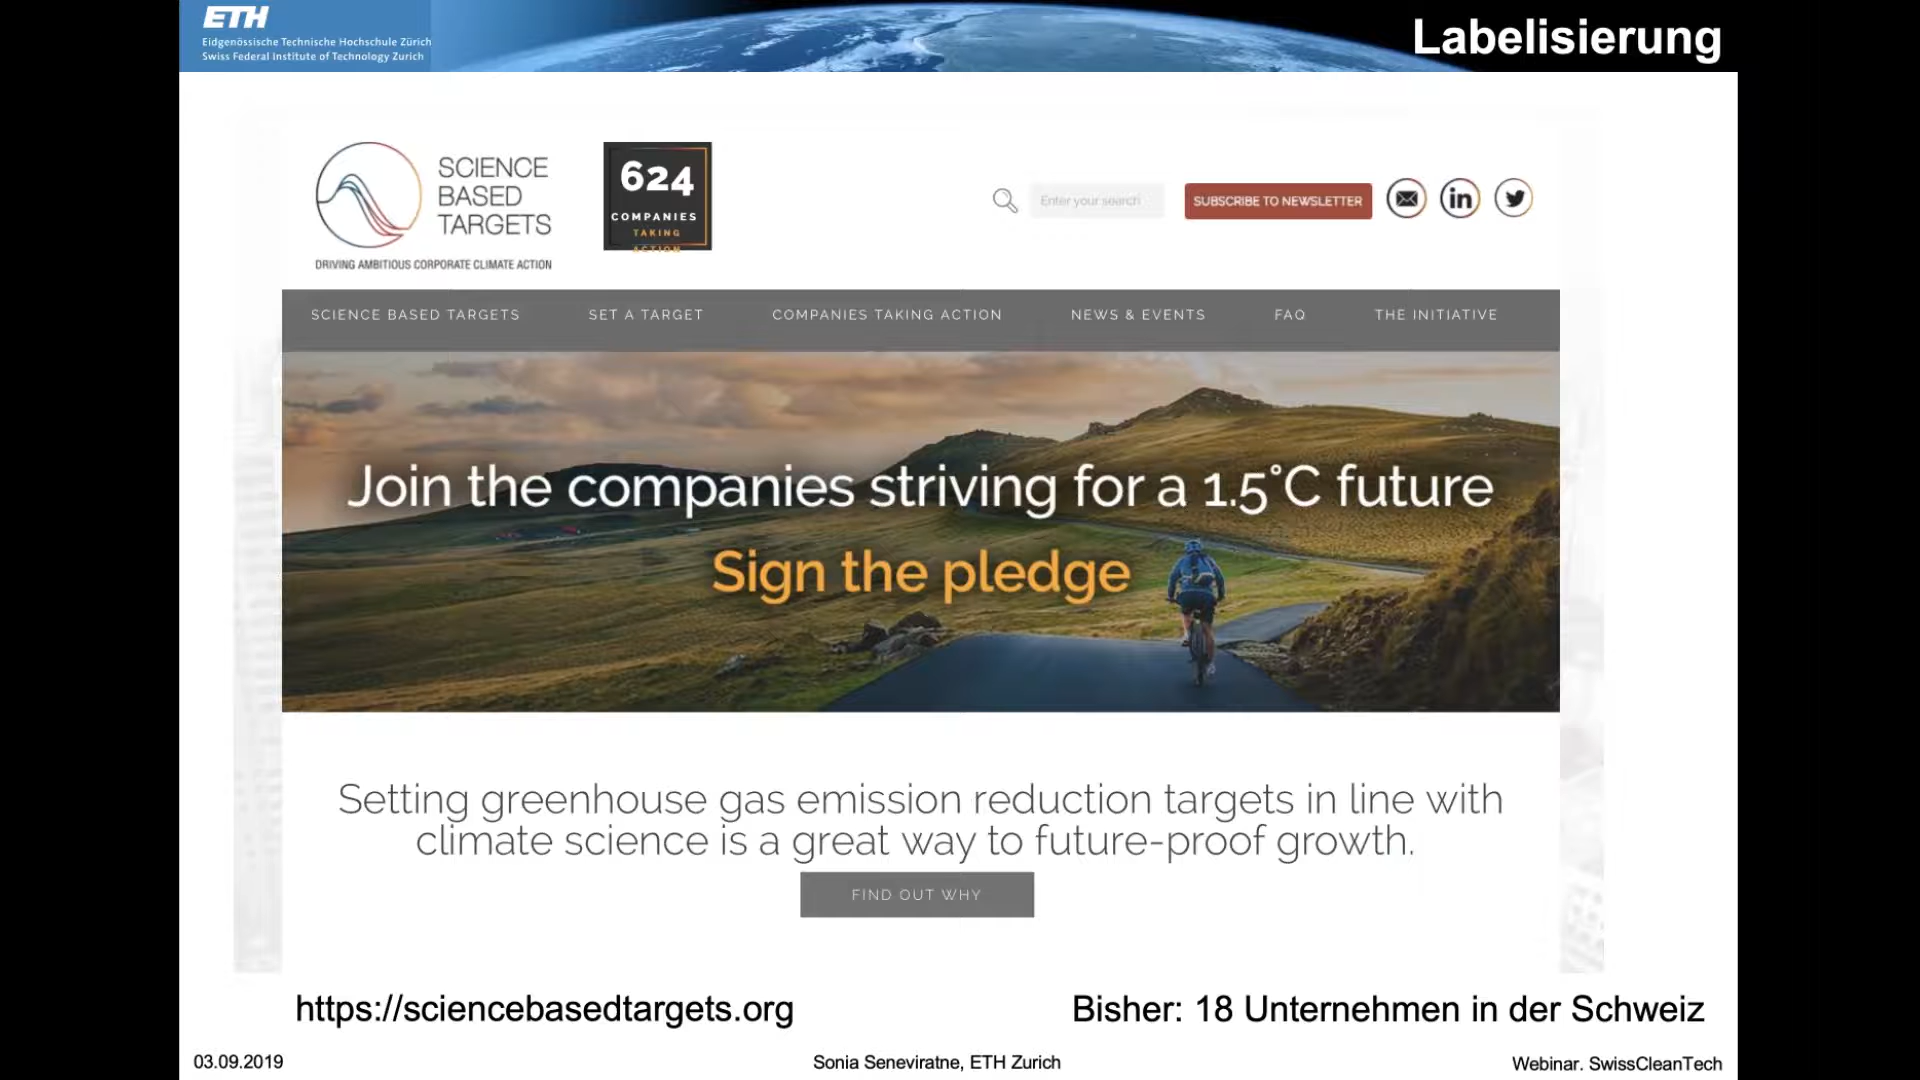 ETH
Eidgenössische Technische Hochschule Zürich
Swiss Federal Institute of Technology Zurich
Labelisierung
SCIENCE
BASED
TARGETS
DRIVING AMBITIOUS CORPORATE CLIMATE ACTION
624
COMPANIES
TAKING
ACTION
Enter your search
SUBSCRIBE TO NEWSLETTER
in
SCIENCE BASED TARGETS SET A TARGET COMPANIES TAKING ACTION NEWS & EVENTS FAQ THE INITIATIVE
Join the companies striving for a 1.5°C future
Sign the pledge
Setting greenhouse gas emission reduction targets in line with
climate science is a great way to future-proof growth.
FIND OUT WHY
https://sciencebasedtargets.org Bisher: 18 Unternehmen in der Schweiz
03.09.2019 Sonia Seneviratne, ETH Zurich Webinar. SwissCleanTech